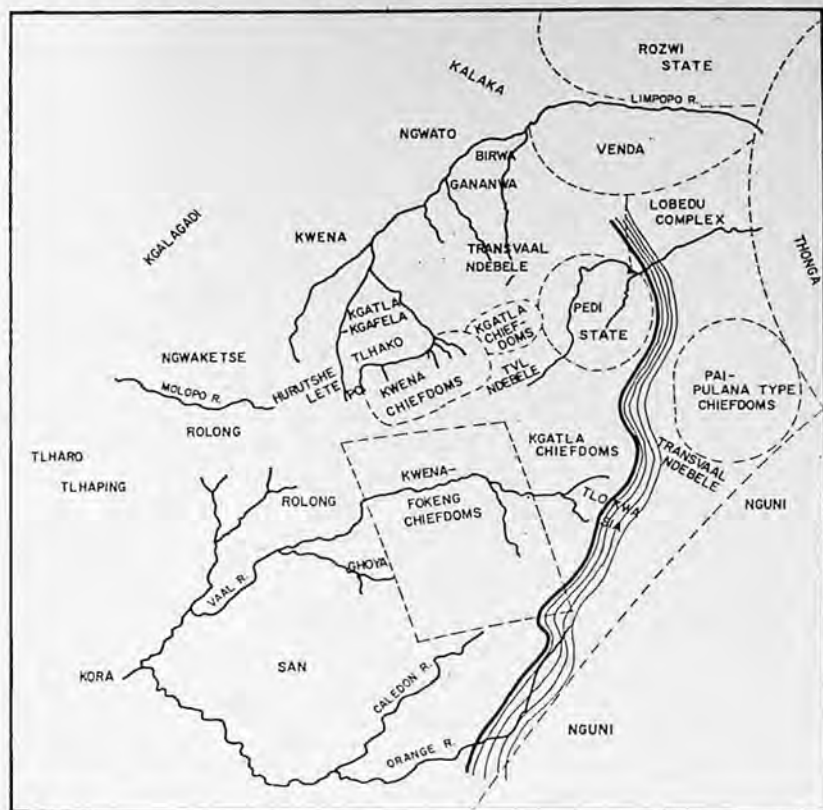 ROZWI
STATE
KALAKA
LIMPOPO R.
NGWATO
BIRWA
VENDA
GANANWA
LOBEDU
COMPLEX
KGALAGADI
KWENA
TRANSVAAL
NDEBELE
THONGA
KGATLA
-KGAFELA
KGATLA
CHIEF-
DOMS
PEDI
STATE
TLHAKO
NGWAKETSE
HURUTSHE
LETE
PO
KWENA
CHIEFDOMS
TVL
NDEBELE
PAI-
PULANA TYPE
CHIEFDOMS
MOLOPO R.
ROLONG
KGATLA
CHIEFDOMS
TRANSVAAL
NDEBELE
TLHARO
TLHAPING
KWENA-
FOKENG
CHIEFDOMS
ROLONG
TLOKWA
SIA
NGUNI
GHOYA
VAAL R.
SAN
KORA
CALEDON R.
ORANGE R.
NGUNI